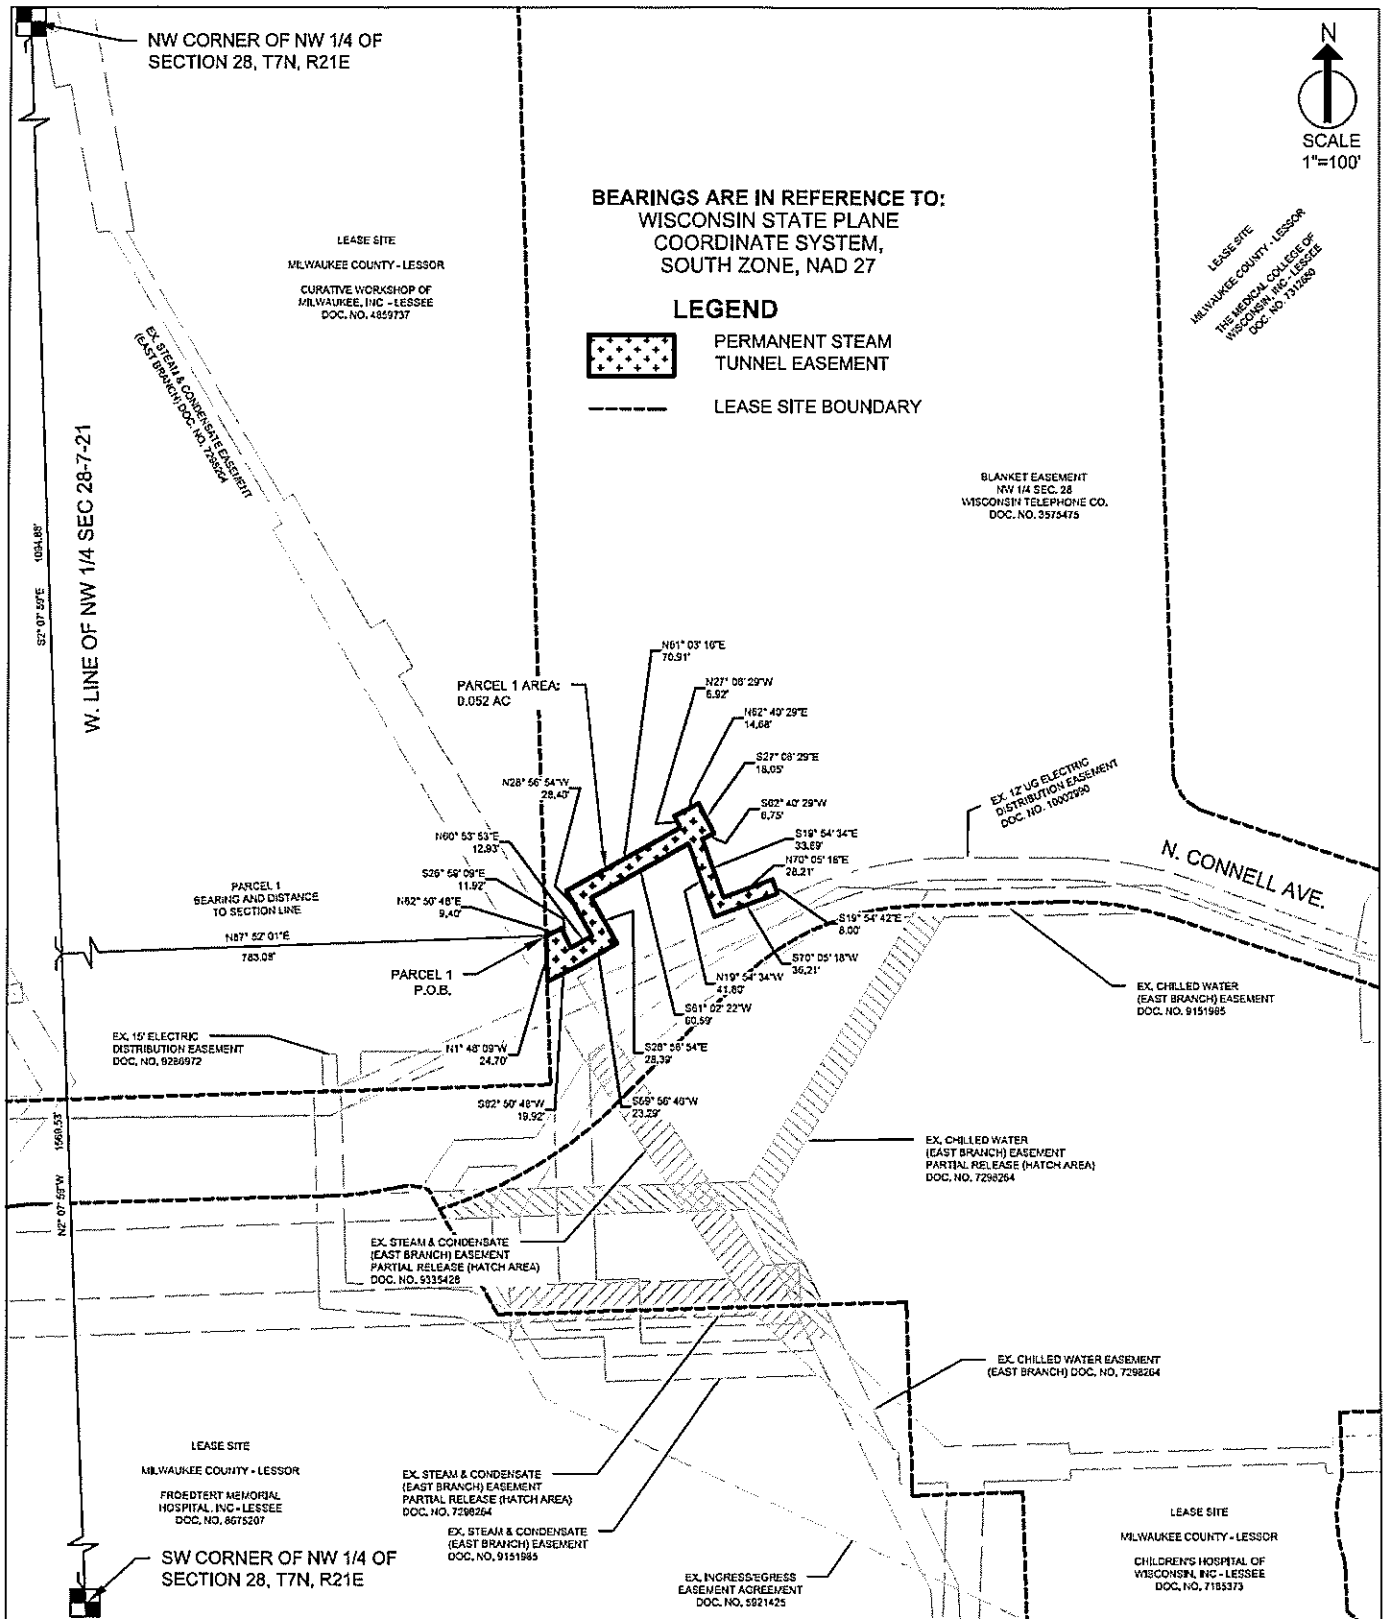 NW CORNER OF NW 1/4 OF
SECTION 28, T7N, R21E
N
SCALE
1"=100'
BEARINGS ARE IN REFERENCE TO:
WISCONSIN STATE PLANE
COORDINATE SYSTEM,
SOUTH ZONE, NAD 27
LEGEND
PERMANENT STEAM
TUNNEL EASEMENT
LEASE SITE BOUNDARY
LEASE SITE
MILWAUKEE COUNTY - LESSOR
CURATIVE WORKSHOP OF
MILWAUKEE, INC - LESSEE
DOC. NO. 4859737
LEASE SITE
MILWAUKEE COUNTY - LESSOR
THE MEDICAL COLLEGE OF
WISCONSIN, INC - LESSEE
DOC. NO. 7312650
EX. STEAM & CONDENSATE EASEMENT
(EAST BRANCH) DOC. NO. 7298264
BLANKET EASEMENT
NW 1/4 SEC. 28
WISCONSIN TELEPHONE CO.
DOC. NO. 3575475
W. LINE OF NW 1/4 SEC 28-7-21
S2° 07' 59"E 1094.88'
N61° 03' 16"E
70.91'
PARCEL 1 AREA:
0.052 AC
N27° 08' 29"W
6.92'
N62° 40' 29"E
14.68'
S27° 08' 29"E
18.05'
N28° 56' 54"W
28.40'
S62° 40' 29"W
6.75'
N60° 53' 53"E
12.93'
S19° 54' 34"E
33.69'
S26° 59' 09"E
11.92'
N70° 05' 18"E
28.21'
N82° 50' 48"E
9.40'
EX. 12' UG ELECTRIC
DISTRIBUTION EASEMENT
DOC. NO. 10002990
N. CONNELL AVE.
PARCEL 1
BEARING AND DISTANCE
TO SECTION LINE
N87° 52' 01"E
783.08'
PARCEL 1
P.O.B.
S19° 54' 42"E
8.00'
S70° 05' 18"W
36.21'
N19° 54' 34"W
41.80'
S61° 02' 22"W
60.59'
EX. CHILLED WATER
(EAST BRANCH) EASEMENT
DOC. NO. 9151985
EX. 15' ELECTRIC
DISTRIBUTION EASEMENT
DOC. NO. 9286972
N1° 48' 09"W
24.70'
S28° 56' 54"E
28.39'
S82° 50' 48"W
19.92'
S59° 56' 46"W
23.29'
N2° 07' 59"W 1560.53'
EX. CHILLED WATER
(EAST BRANCH) EASEMENT
PARTIAL RELEASE (HATCH AREA)
DOC. NO. 7298264
EX. STEAM & CONDENSATE
(EAST BRANCH) EASEMENT
PARTIAL RELEASE (HATCH AREA)
DOC. NO. 9335428
EX. CHILLED WATER EASEMENT
(EAST BRANCH) DOC. NO. 7298264
LEASE SITE
MILWAUKEE COUNTY - LESSOR
FROEDTERT MEMORIAL
HOSPITAL, INC - LESSEE
DOC. NO. 8675207
EX. STEAM & CONDENSATE
(EAST BRANCH) EASEMENT
PARTIAL RELEASE (HATCH AREA)
DOC. NO. 7298264
EX. STEAM & CONDENSATE
(EAST BRANCH) EASEMENT
DOC. NO. 9151985
LEASE SITE
MILWAUKEE COUNTY - LESSOR
CHILDREN'S HOSPITAL OF
WISCONSIN, INC - LESSEE
DOC. NO. 7185373
SW CORNER OF NW 1/4 OF
SECTION 28, T7N, R21E
EX. INGRESS/EGRESS
EASEMENT AGREEMENT
DOC. NO. 5921425